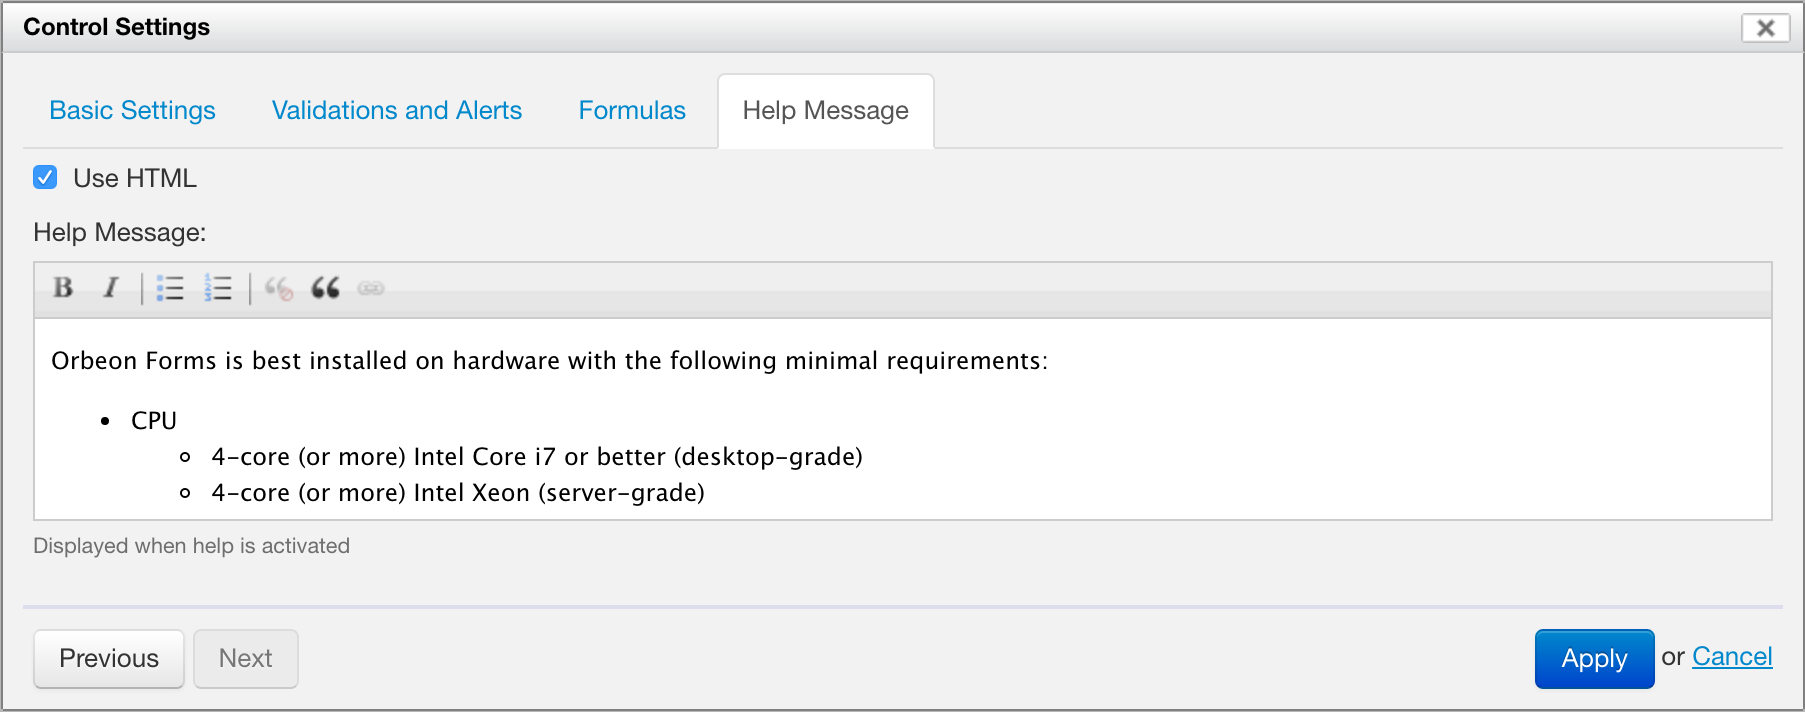 Control Settings
Basic Settings Validations and Alerts Formulas Help Message
Use HTML
Help Message:
B I
Orbeon Forms is best installed on hardware with the following minimal requirements:
• CPU
◦ 4-core (or more) Intel Core i7 or better (desktop-grade)
◦ 4-core (or more) Intel Xeon (server-grade)
Displayed when help is activated
Previous Next Apply or Cancel